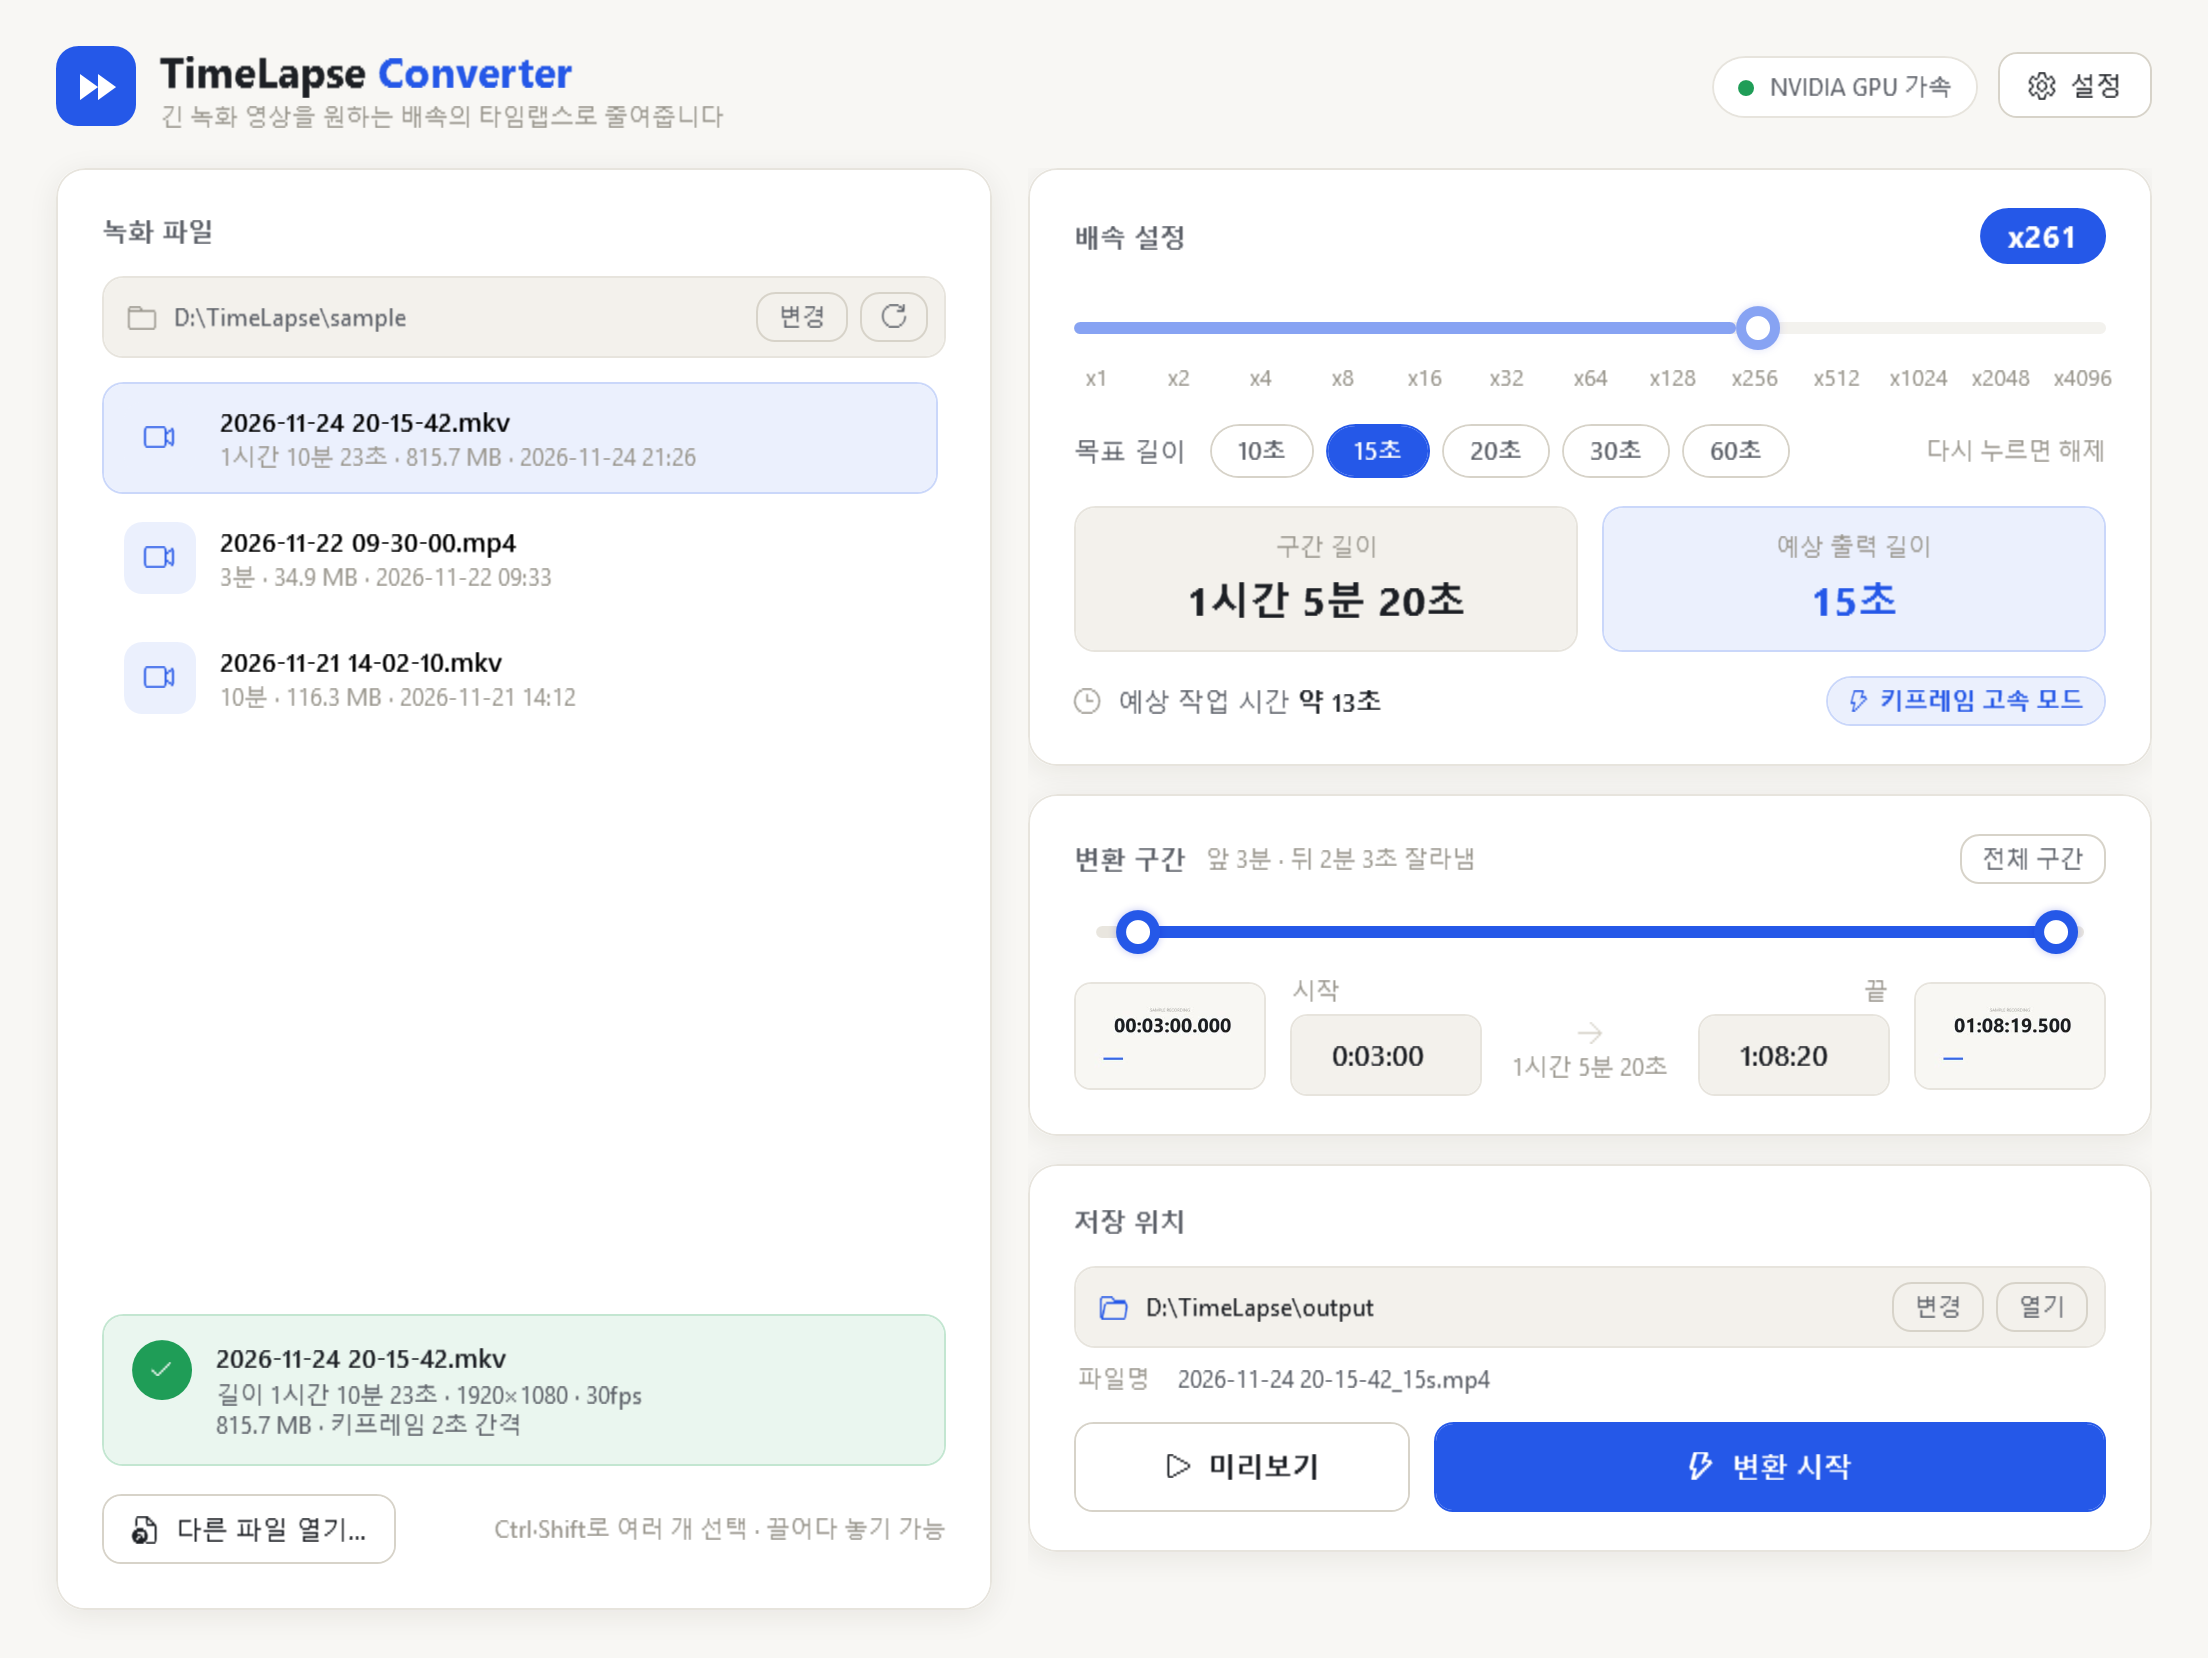 TimeLapse Converter
긴 녹화 영상을 원하는 배속의 타임랩스로 줄여줍니다
NVIDIA GPU 가속
설정
녹화 파일
D:\TimeLapse\sample
변경
2026-11-24 20-15-42.mkv
1시간 10분 23초 · 815.7 MB · 2026-11-24 21:26
2026-11-22 09-30-00.mp4
3분 · 34.9 MB · 2026-11-22 09:33
2026-11-21 14-02-10.mkv
10분 · 116.3 MB · 2026-11-21 14:12
2026-11-24 20-15-42.mkv
길이 1시간 10분 23초 · 1920×1080 · 30fps
815.7 MB · 키프레임 2초 간격
다른 파일 열기...
Ctrl·Shift로 여러 개 선택 · 끌어다 놓기 가능
배속 설정
x261
x1 x2 x4 x8 x16 x32 x64 x128 x256 x512 x1024 x2048 x4096
목표 길이 10초 15초 20초 30초 60초 다시 누르면 해제
구간 길이
1시간 5분 20초
예상 출력 길이
15초
예상 작업 시간 약 13초
키프레임 고속 모드
변환 구간 앞 3분 · 뒤 2분 3초 잘라냄
전체 구간
SAMPLE RECORDING
00:03:00.000
시작
0:03:00
→
1시간 5분 20초
끝
1:08:20
SAMPLE RECORDING
01:08:19.500
저장 위치
D:\TimeLapse\output
변경
열기
파일명 2026-11-24 20-15-42_15s.mp4
미리보기
변환 시작